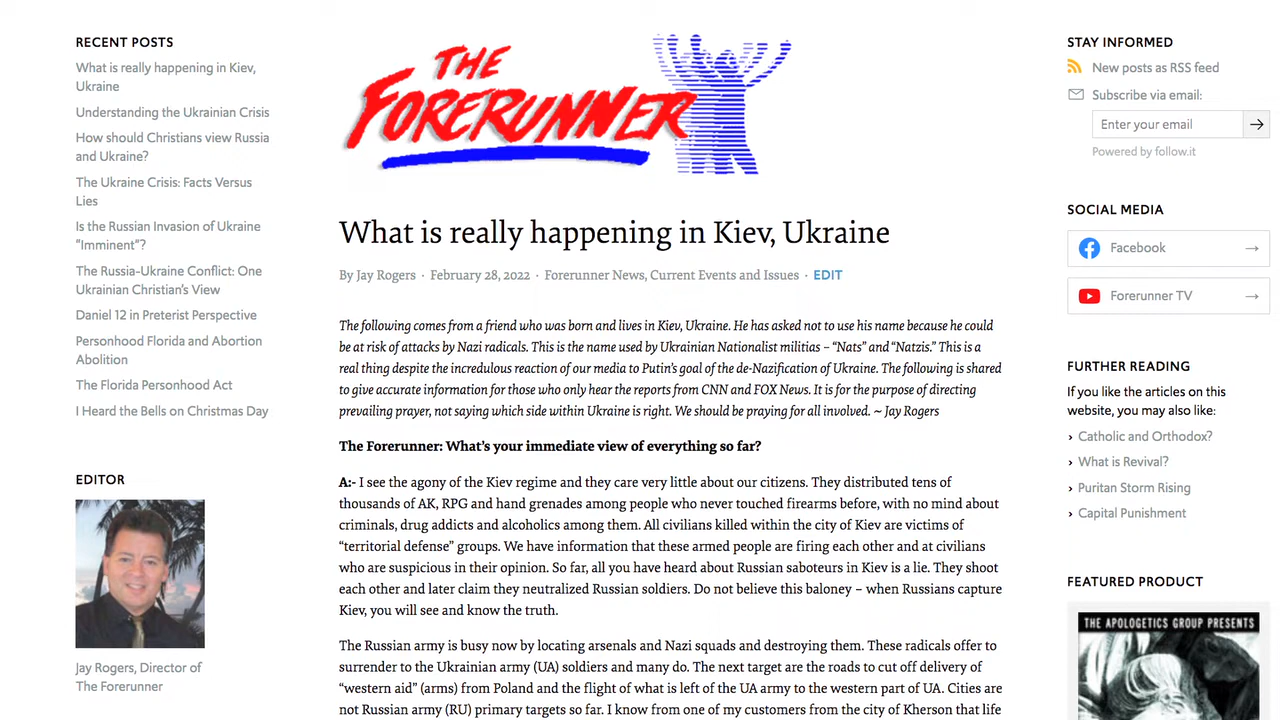 RECENT POSTS
What is really happening in Kiev,
Ukraine
Understanding the Ukrainian Crisis
How should Christians view Russia
and Ukraine?
The Ukraine Crisis: Facts Versus
Lies
Is the Russian Invasion of Ukraine
“Imminent“?
The Russia-Ukraine Conflict: One
Ukrainian Christian’s View
Daniel 12 in Preterist Perspective
Personhood Florida and Abortion
Abolition
The Florida Personhood Act
I Heard the Bells on Christmas Day
EDITOR
Jay Rogers, Director of
The Forerunner
THE
FORERUNNER
What is really happening in Kiev, Ukraine
By Jay Rogers · February 28, 2022 · Forerunner News, Current Events and Issues · EDIT
The following comes from a friend who was born and lives in Kiev, Ukraine. He has asked not to use his name because he could
be at risk of attacks by Nazi radicals. This is the name used by Ukrainian Nationalist militias – “Nats” and “Natzis.” This is a
real thing despite the incredulous reaction of our media to Putin’s goal of the de-Nazification of Ukraine. The following is shared
to give accurate information for those who only hear the reports from CNN and FOX News. It is for the purpose of directing
prevailing prayer, not saying which side within Ukraine is right. We should be praying for all involved. ~ Jay Rogers
The Forerunner: What’s your immediate view of everything so far?
A:- I see the agony of the Kiev regime and they care very little about our citizens. They distributed tens of
thousands of AK, RPG and hand grenades among people who never touched firearms before, with no mind about
criminals, drug addicts and alcoholics among them. All civilians killed within the city of Kiev are victims of
“territorial defense” groups. We have information that these armed people are firing each other and at civilians
who are suspicious in their opinion. So far, all you have heard about Russian saboteurs in Kiev is a lie. They shoot
each other and later claim they neutralized Russian soldiers. Do not believe this baloney – when Russians capture
Kiev, you will see and know the truth.
The Russian army is busy now by locating arsenals and Nazi squads and destroying them. These radicals offer to
surrender to the Ukrainian army (UA) soldiers and many do. The next target are the roads to cut off delivery of
“western aid” (arms) from Poland and the flight of what is left of the UA army to the western part of UA. Cities are
not Russian army (RU) primary targets so far. I know from one of my customers from the city of Kherson that life
STAY INFORMED
New posts as RSS feed
Subscribe via email:
Enter your email →
Powered by follow.it
SOCIAL MEDIA
Facebook →
Forerunner TV →
FURTHER READING
If you like the articles on this
website, you may also like:
› Catholic and Orthodox?
› What is Revival?
› Puritan Storm Rising
› Capital Punishment
FEATURED PRODUCT
THE APOLOGETICS GROUP PRESENTS